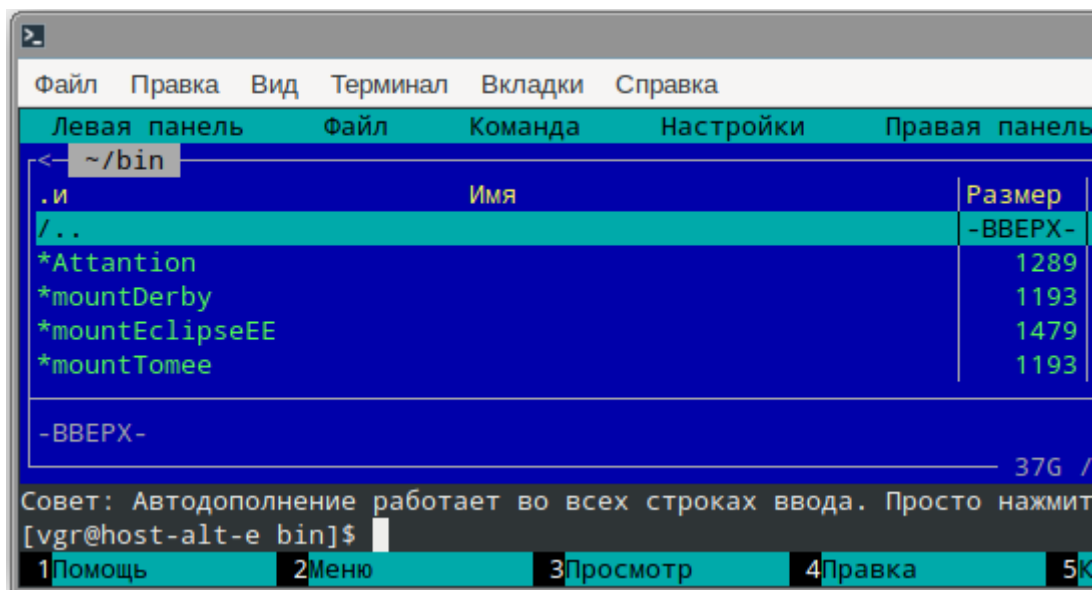 Файл Правка Вид Терминал Вкладки Справка
Левая панель Файл Команда Настройки Правая панель
<- ~/bin
.и Имя Размер
/.. -ВВЕРХ-
*Attantion 1289
*mountDerby 1193
*mountEclipseEE 1479
*mountTomee 1193
-ВВЕРХ-
37G /
Совет: Автодополнение работает во всех строках ввода. Просто нажмит
[vgr@host-alt-e bin]$
1Помощь 2Меню 3Просмотр 4Правка 5К